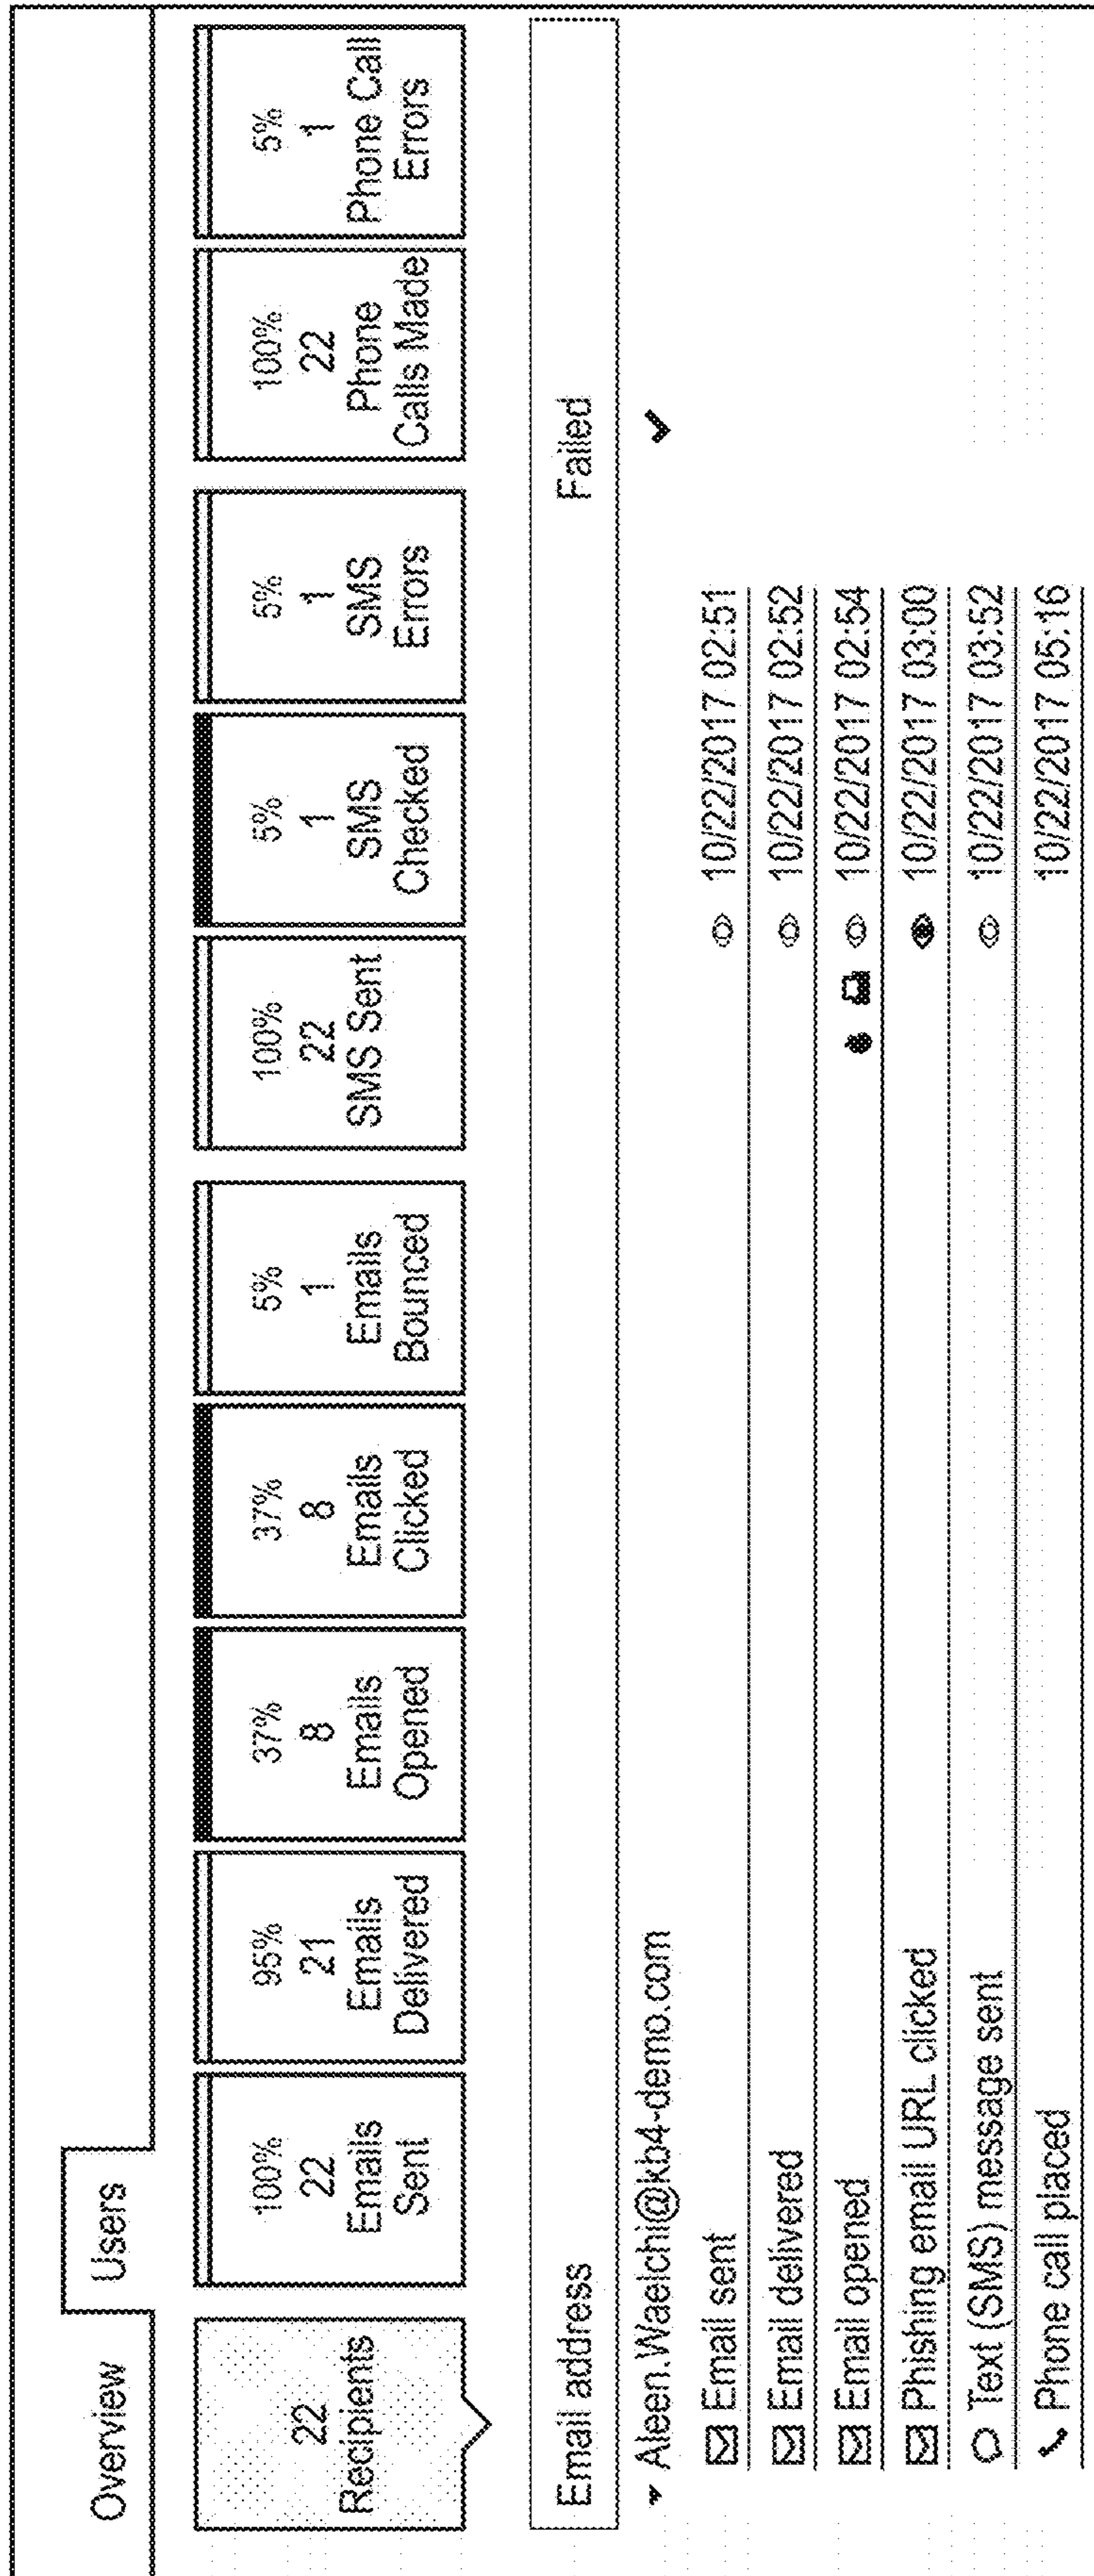 Overview
Users
22
Recipients
100%
22
Emails
Sent
95%
21
Emails
Delivered
37%
8
Emails
Opened
37%
8
Emails
Clicked
5%
1
Emails
Bounced
100%
22
SMS Sent
5%
1
SMS
Checked
5%
1
SMS
Errors
100%
22
Phone
Calls Made
5%
1
Phone Call
Errors
Email address Failed
Aleen.Waelchi@kb4-demo.com
Email sent 10/22/2017 02:51
Email delivered 10/22/2017 02:52
Email opened 10/22/2017 02:54
Phishing email URL clicked 10/22/2017 03:00
Text (SMS) message sent 10/22/2017 03:52
Phone call placed 10/22/2017 05:16